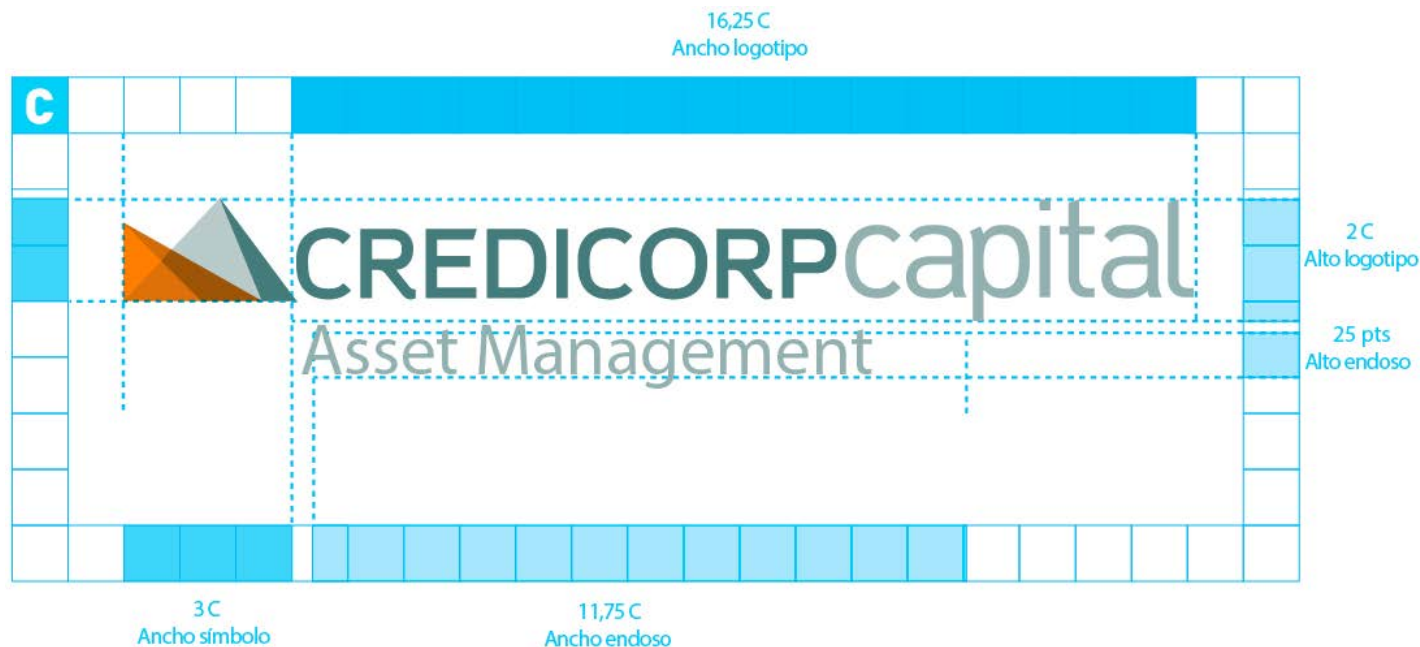 16,25 C
Ancho logotipo
C
CREDICORPcapital
Asset Management
2 C
Alto logotipo
25 pts
Alto endoso
3 C
Ancho símbolo
11,75 C
Ancho endoso